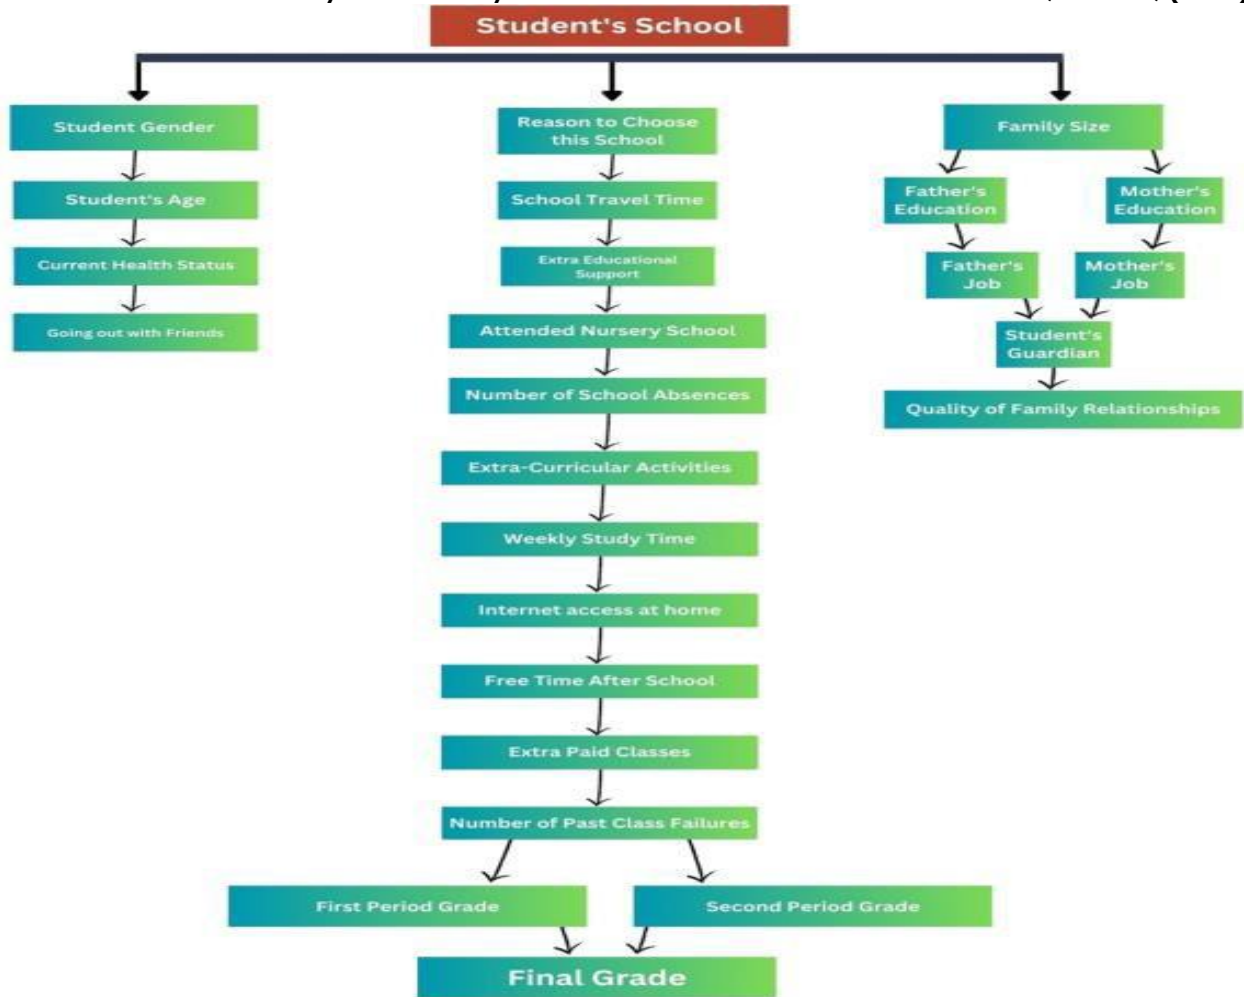 Student's School
Student Gender
Student's Age
Current Health Status
Going out with Friends
Reason to Choose
this School
School Travel Time
Extra Educational
Support
Attended Nursery School
Number of School Absences
Extra-Curricular Activities
Weekly Study Time
Internet access at home
Free Time After School
Extra Paid Classes
Number of Past Class Failures
First Period Grade
Second Period Grade
Final Grade
Family Size
Father's
Education
Mother's
Education
Father's
Job
Mother's
Job
Student's
Guardian
Quality of Family Relationships